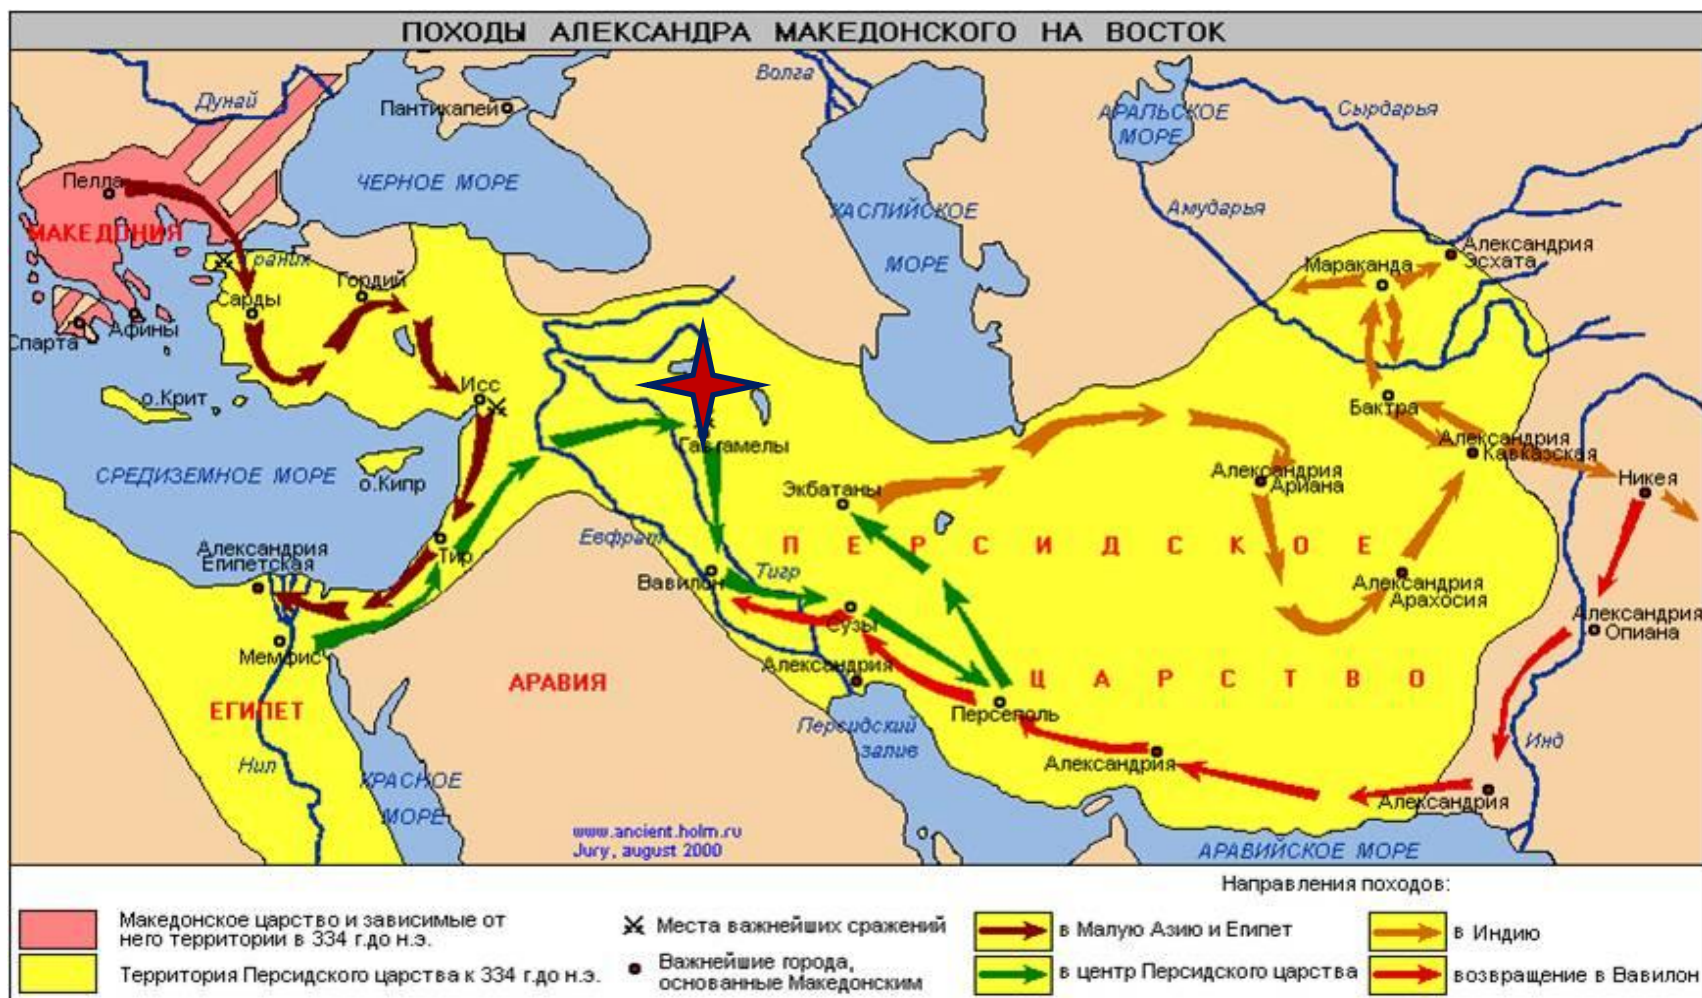 ПОХОДЫ АЛЕКСАНДРА МАКЕДОНСКОГО НА ВОСТОК
Волга
Дунай
Пантикапей
АРАЛЬСКОЕ
МОРЕ
Сырдарья
Пелла
ЧЕРНОЕ МОРЕ
КАСПИЙСКОЕ
МОРЕ
Амударья
МАКЕДОНИЯ
Граник
Гордий
Сарды
Мараканда
Александрия
Эсхата
Спарта
Афины
Исс
о.Крит
Бактра
Гавгамелы
Александрия
Кавказская
СРЕДИЗЕМНОЕ МОРЕ
о.Кипр
Экбатаны
Александрия
Ариана
Никея
Евфрат
ПЕРСИДСКОЕ
Александрия
Египетская
Тир
Вавилон
Тигр
Александрия
Арахосия
Сузы
Александрия
Опиана
Мемфис
Александрия
АРАВИЯ
ЦАРСТВО
ЕГИПЕТ
Персеполь
Персидский
залив
Нил
КРАСНОЕ
МОРЕ
Александрия
Инд
Александрия
www.ancient.holm.ru
Jury, august 2000
АРАВИЙСКОЕ МОРЕ
Направления походов:
Македонское царство и зависимые от
него территории в 334 г.до н.э.
Территория Персидского царства к 334 г.до н.э.
Места важнейших сражений
Важнейшие города,
основанные Македонским
в Малую Азию и Египет
в центр Персидского царства
в Индию
возвращение в Вавилон